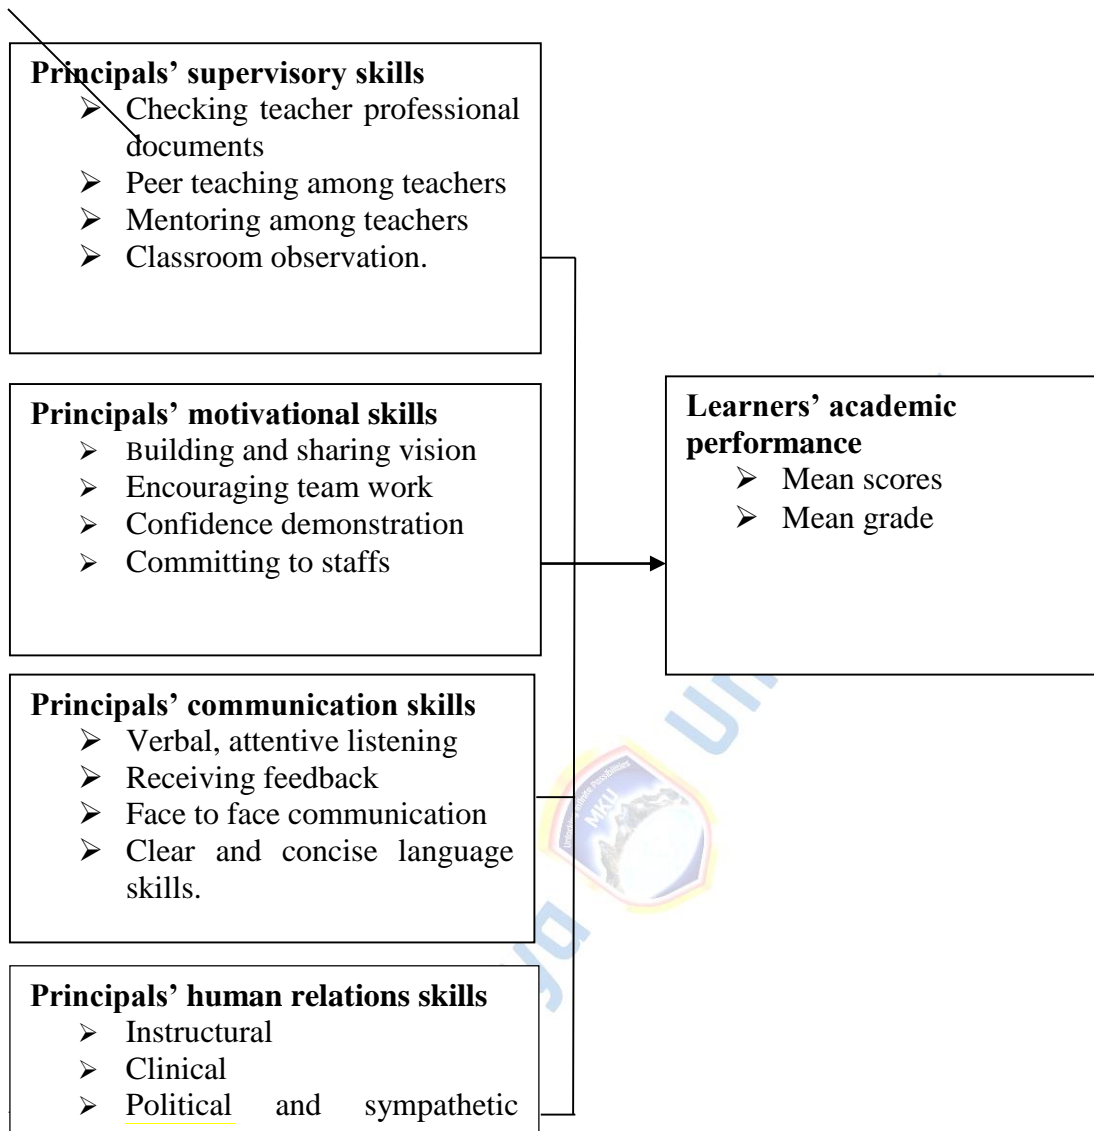 Principals’ supervisory skills
➢ Checking teacher professional
documents
➢ Peer teaching among teachers
➢ Mentoring among teachers
➢ Classroom observation.
Principals’ motivational skills
➢ Building and sharing vision
➢ Encouraging team work
➢ Confidence demonstration
➢ Committing to staffs
Learners’ academic
performance
➢ Mean scores
➢ Mean grade
Principals’ communication skills
➢ Verbal, attentive listening
➢ Receiving feedback
➢ Face to face communication
➢ Clear and concise language
skills.
Principals’ human relations skills
➢ Instructural
➢ Clinical
➢ Political and sympathetic
MKU